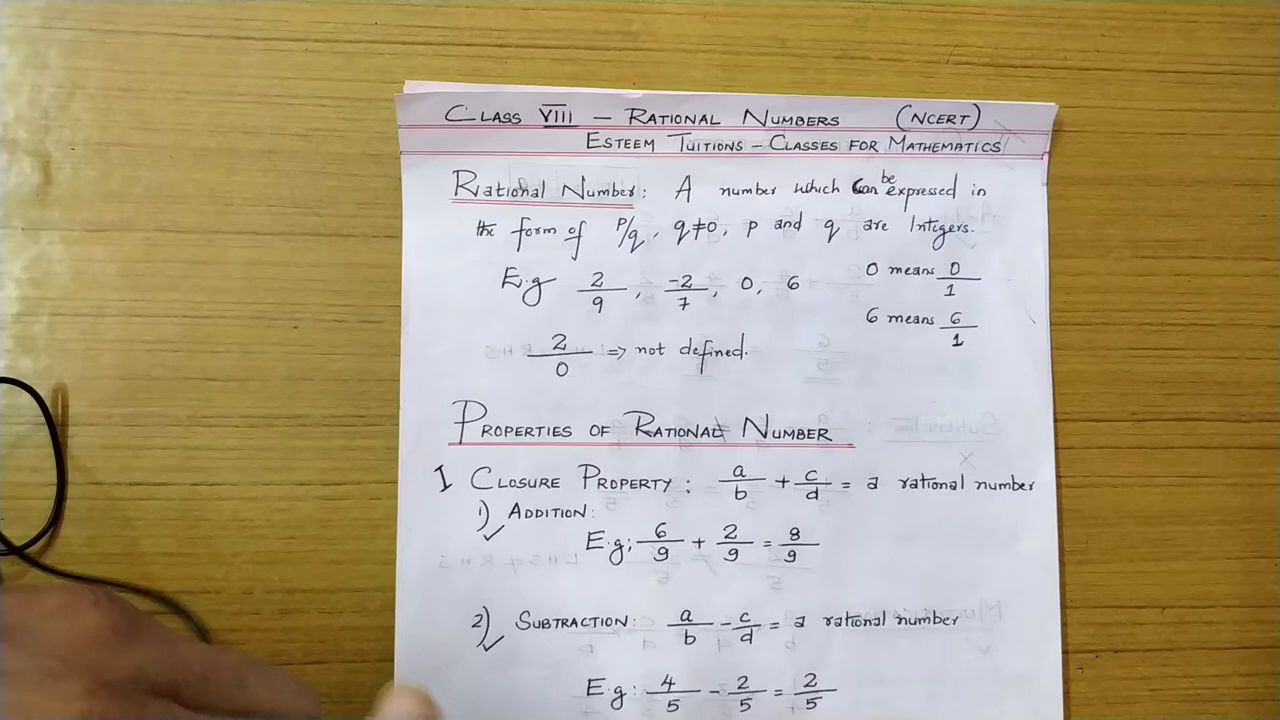 CLASS VIII – RATIONAL NUMBERS (NCERT)
ESTEEM TUITIONS – CLASSES FOR MATHEMATICS
Rational Number: A number which can be expressed in
the form of p/q, q≠0, p and q are Integers.
E.g 2/9, -2/7, 0, 6
0 means 0/1
6 means 6/1
2/0 => not defined.
PROPERTIES OF RATIONAL NUMBER
I CLOSURE PROPERTY: a/b + c/d = a rational number
1) ADDITION:
E.g; 6/9 + 2/9 = 8/9
2) SUBTRACTION: a/b - c/d = a rational number
E.g: 4/5 - 2/5 = 2/5